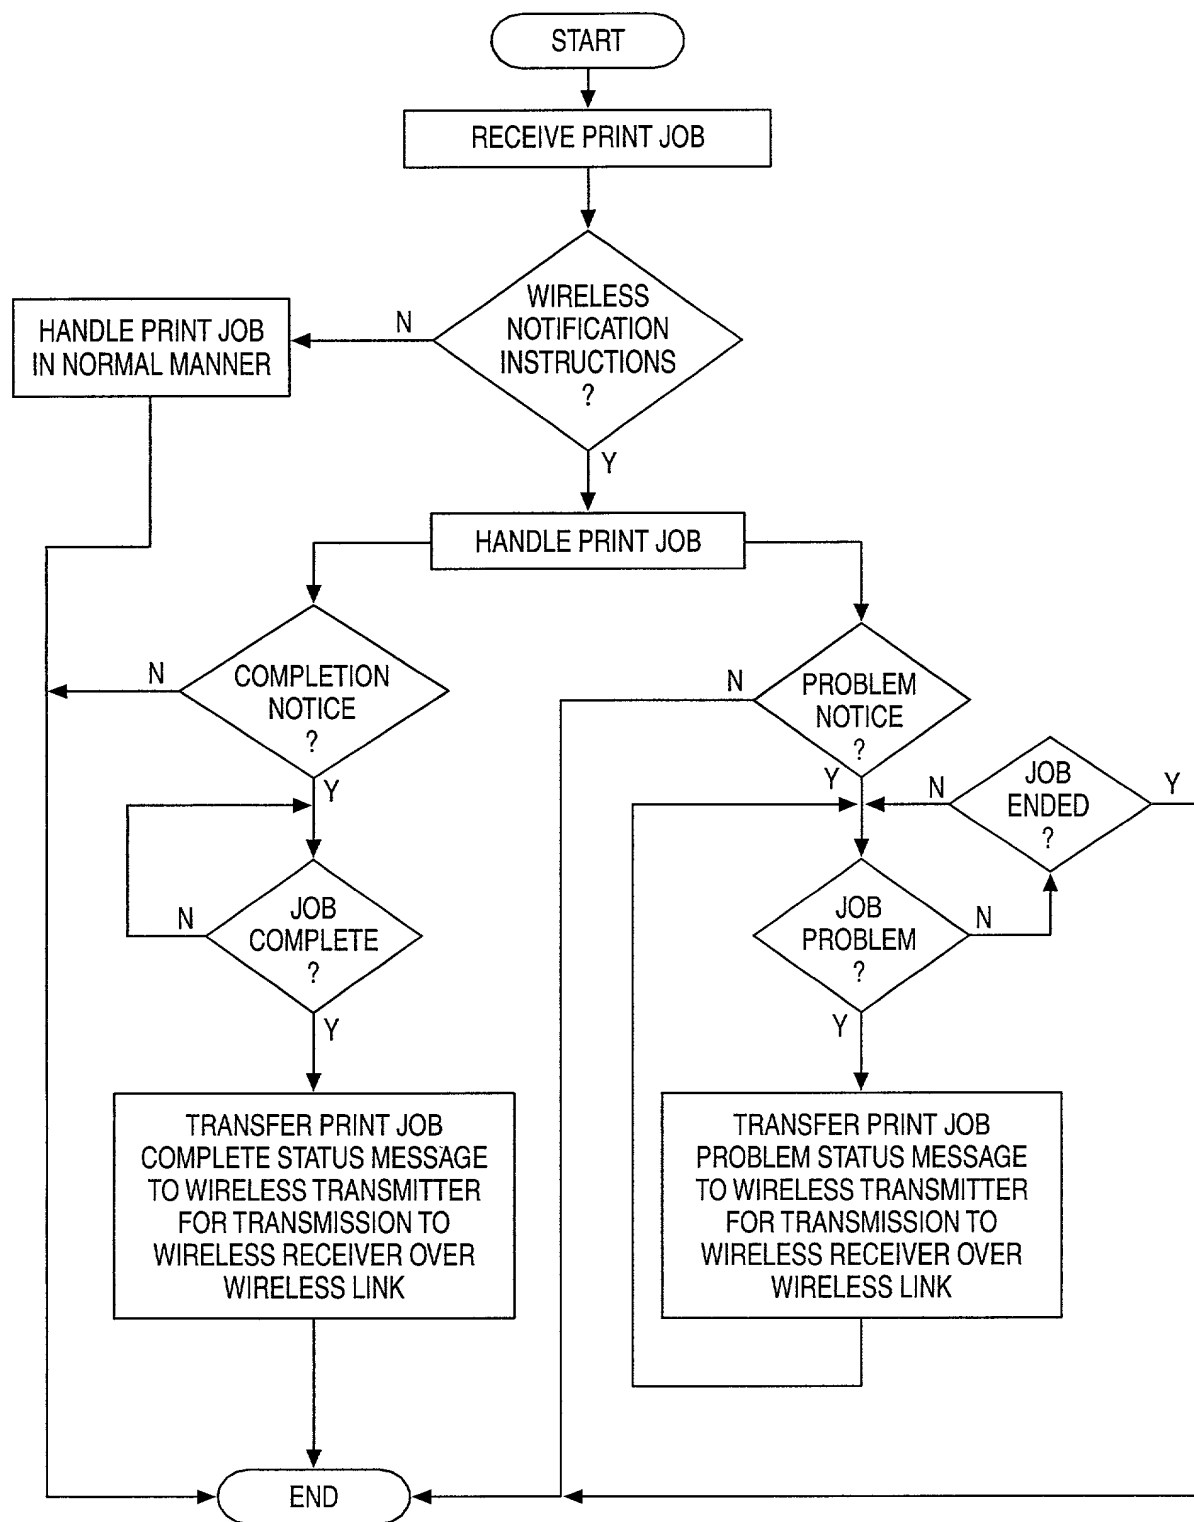 START
RECEIVE PRINT JOB
WIRELESS
NOTIFICATION
INSTRUCTIONS
?
N
HANDLE PRINT JOB
IN NORMAL MANNER
Y
HANDLE PRINT JOB
N
COMPLETION
NOTICE
?
Y
N
PROBLEM
NOTICE
?
Y
N
JOB
ENDED
?
Y
N
JOB
COMPLETE
?
Y
JOB
PROBLEM
?
N
Y
TRANSFER PRINT JOB
COMPLETE STATUS MESSAGE
TO WIRELESS TRANSMITTER
FOR TRANSMISSION TO
WIRELESS RECEIVER OVER
WIRELESS LINK
TRANSFER PRINT JOB
PROBLEM STATUS MESSAGE
TO WIRELESS TRANSMITTER
FOR TRANSMISSION TO
WIRELESS RECEIVER OVER
WIRELESS LINK
END